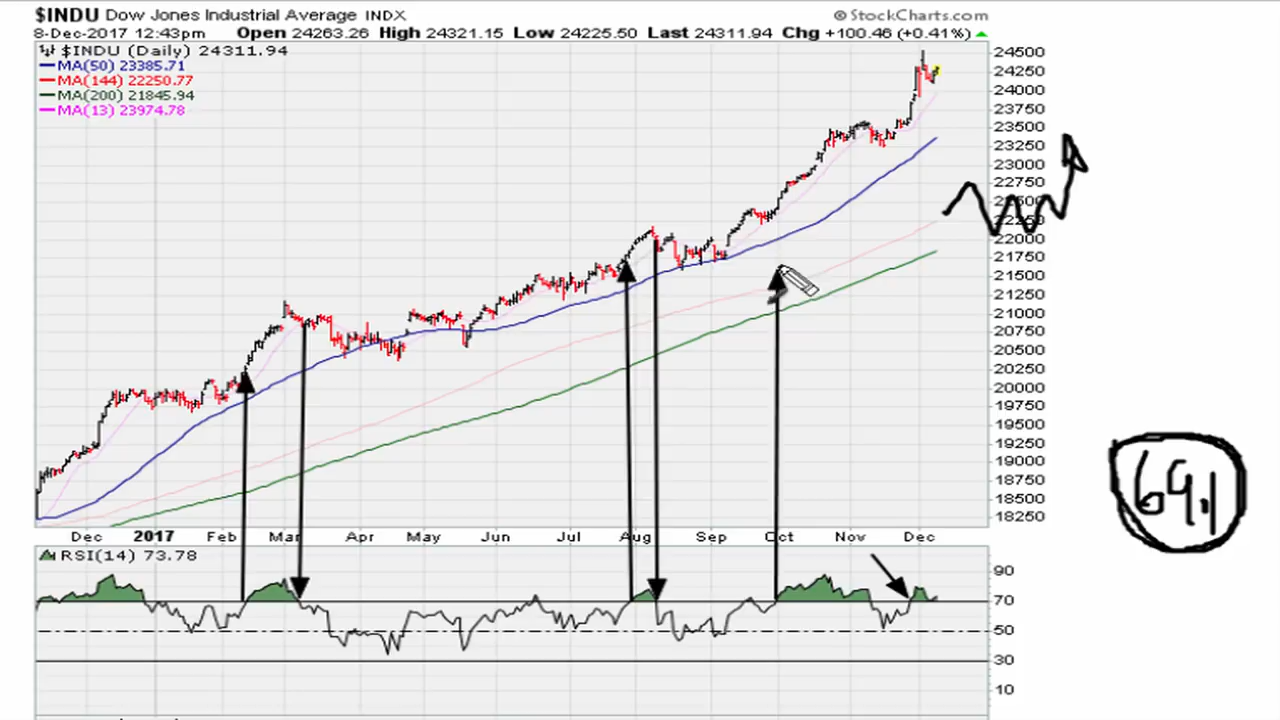 $INDU Dow Jones Industrial Average INDX
© StockCharts.com
8-Dec-2017 12:43pm
Open 24263.26 High 24321.15 Low 24225.50 Last 24311.94 Chg +100.46 (+0.41%)
$INDU (Daily) 24311.94
MA(50) 23385.71
MA(144) 22250.77
MA(200) 21845.94
MA(13) 23974.78
24500
24250
24000
23750
23500
23250
23000
22750
22500
22250
22000
21750
21500
21250
21000
20750
20500
20250
20000
19750
19500
19250
19000
18750
18500
18250
69.1
Dec 2017 Feb Mar Apr May Jun Jul Aug Sep Oct Nov Dec
RSI(14) 73.78
90
70
50
30
10